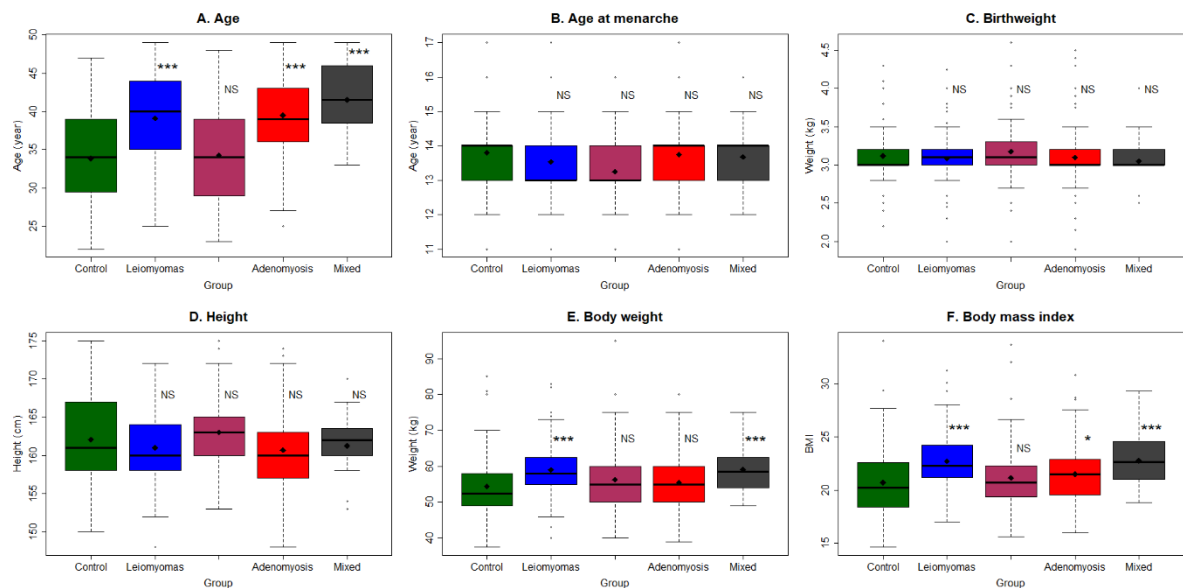 A. Age
Age (year)
50
45
40
35
30
25
***
NS
***
***
Control Leiomyomas Adenomyosis Mixed
Group
B. Age at menarche
Age (year)
17
16
15
14
13
12
11
NS
NS
NS
NS
Control Leiomyomas Adenomyosis Mixed
Group
C. Birthweight
Weight (kg)
4.5
4.0
3.5
3.0
2.5
2.0
NS
NS
NS
NS
Control Leiomyomas Adenomyosis Mixed
Group
D. Height
Height (cm)
175
170
165
160
155
150
NS
NS
NS
NS
Control Leiomyomas Adenomyosis Mixed
Group
E. Body weight
Weight (kg)
90
80
70
60
50
40
***
NS
NS
***
Control Leiomyomas Adenomyosis Mixed
Group
F. Body mass index
BMI
30
25
20
15
***
NS
*
***
Control Leiomyomas Adenomyosis Mixed
Group